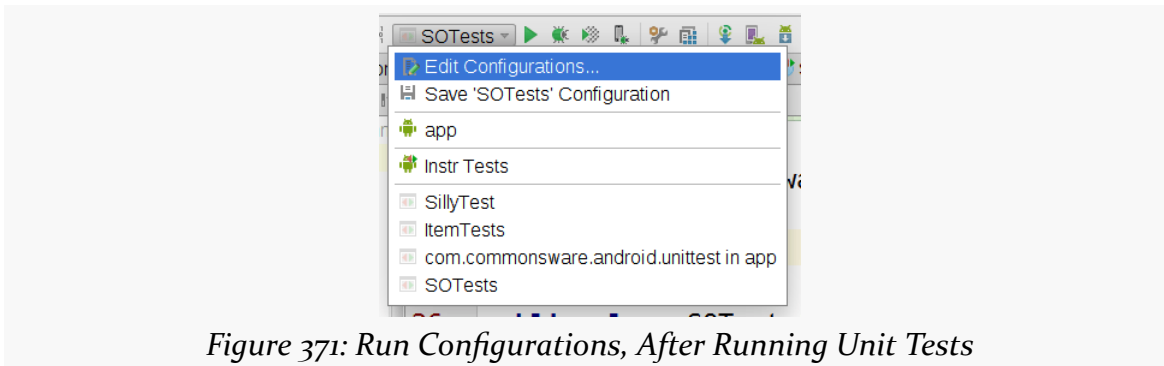 SOTests
Edit Configurations...
Save 'SOTests' Configuration
app
Instr Tests
SillyTest
ItemTests
com.commonsware.android.unittest in app
SOTests
Figure 371: Run Configurations, After Running Unit Tests